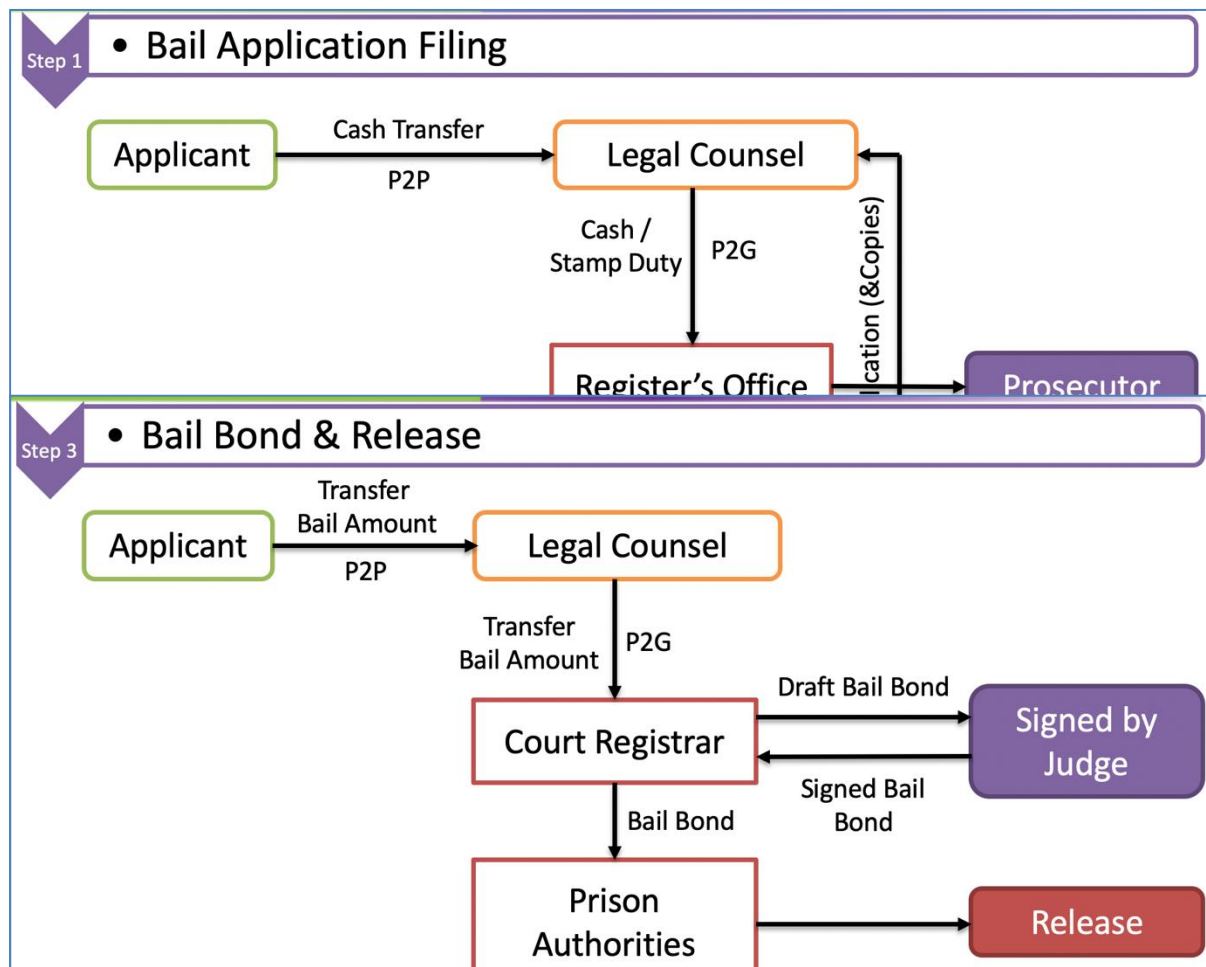 Step 1
• Bail Application Filing
Applicant
Cash Transfer
P2P
Legal Counsel
Cash /
Stamp Duty
P2G
(&Copies)
Register's Office
Prosecutor
Step 3
• Bail Bond & Release
Applicant
Transfer
Bail Amount
P2P
Legal Counsel
Transfer
Bail Amount
P2G
Court Registrar
Draft Bail Bond
Signed by
Judge
Signed Bail
Bond
Bail Bond
Prison
Authorities
Release